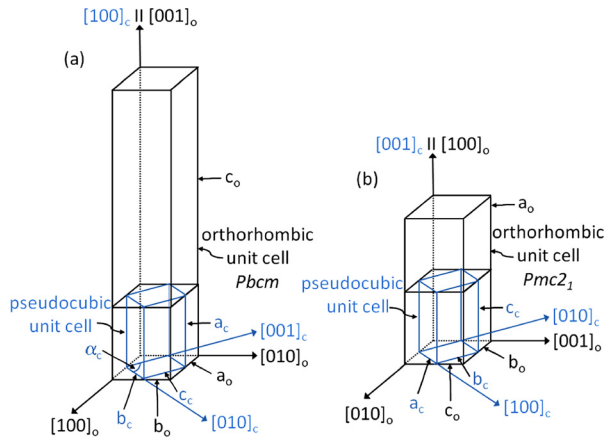 [100]c II [001]o
(a)
co
orthorhombic
unit cell
Pbcm
pseudocubic
unit cell
ac
[001]c
αc
[010]o
ao
cc
bc
bo
[100]o
[010]c
[001]c II [100]o
(b)
ao
orthorhombic
unit cell
Pmc21
pseudocubic
unit cell
cc
[010]c
[001]o
bo
bc
ac
co
[010]o
[100]c